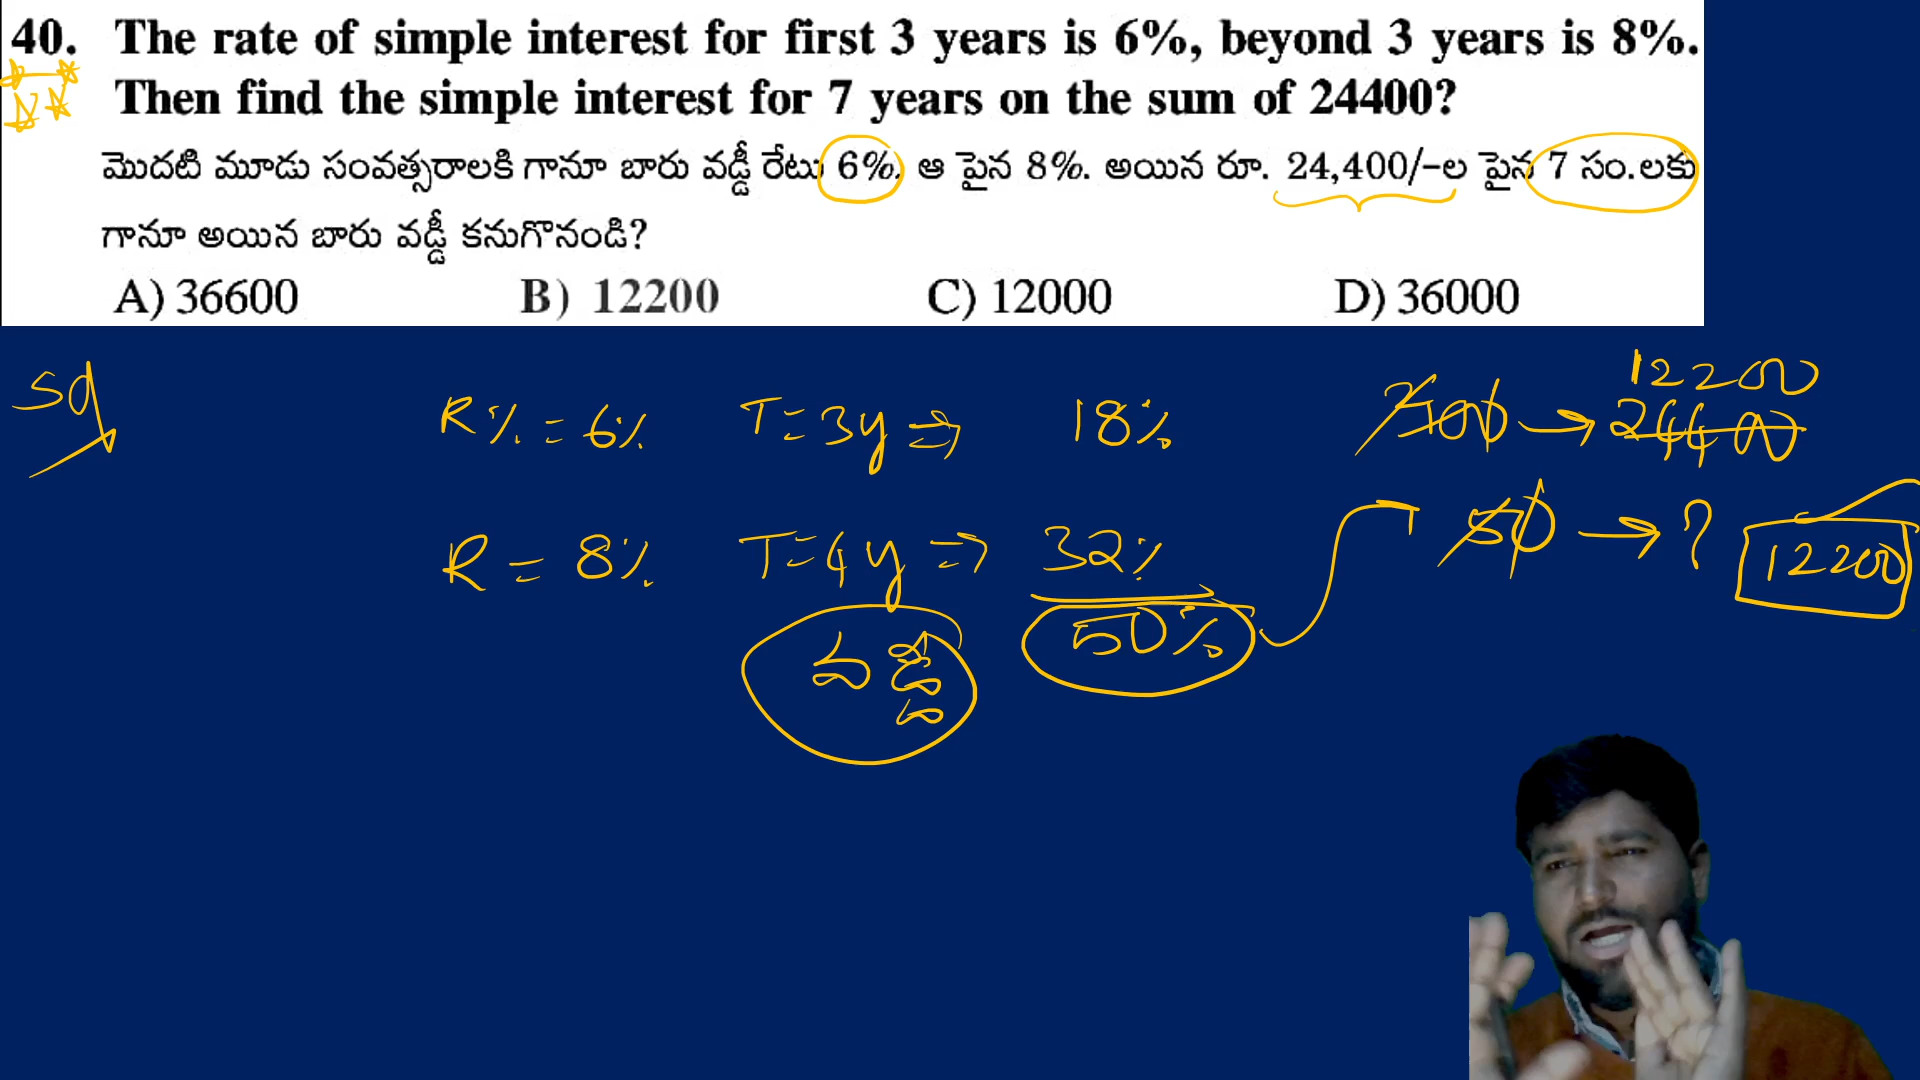 40. The rate of simple interest for first 3 years is 6%, beyond 3 years is 8%.
Then find the simple interest for 7 years on the sum of 24400?
మొదటి మూడు సంవత్సరాలకి గానూ బారు వడ్డీ రేటు 6%. ఆ పైన 8%. అయిన రూ. 24,400/-ల పైన 7 సం.లకు
గానూ అయిన బారు వడ్డీ కనుగొనండి?
A) 36600 B) 12200 C) 12000 D) 36000
12200
R% = 6% T = 3y ⇒ 18% 100 → 24400
R = 8% T = 4y ⇒ 32% 50 → ? 12200
వడ్డీ 50%